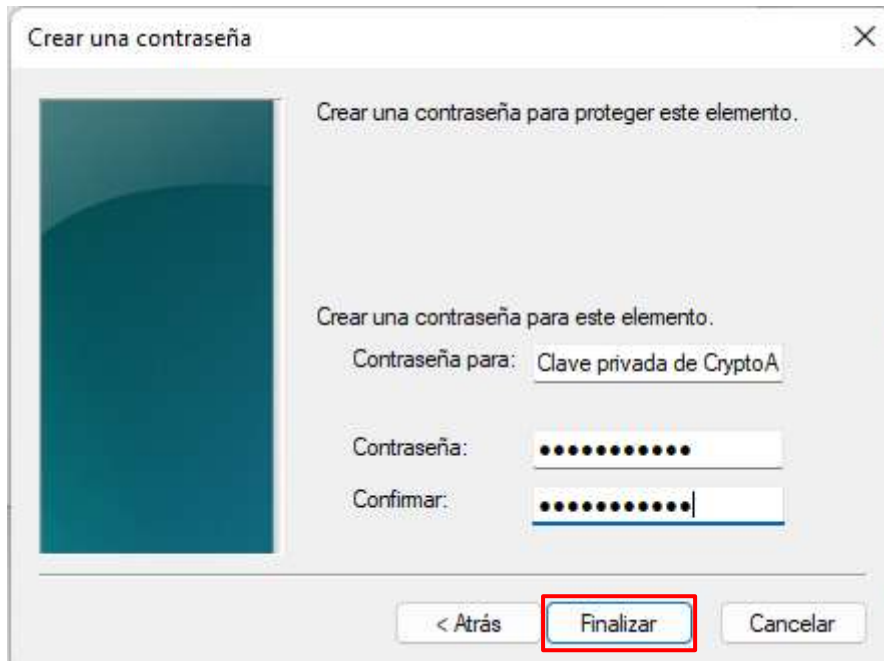 Crear una contraseña
Crear una contraseña para proteger este elemento.
Crear una contraseña para este elemento.
Contraseña para: Clave privada de CryptoA
Contraseña: ●●●●●●●●●●●
Confirmar: ●●●●●●●●●●●
< Atrás Finalizar Cancelar